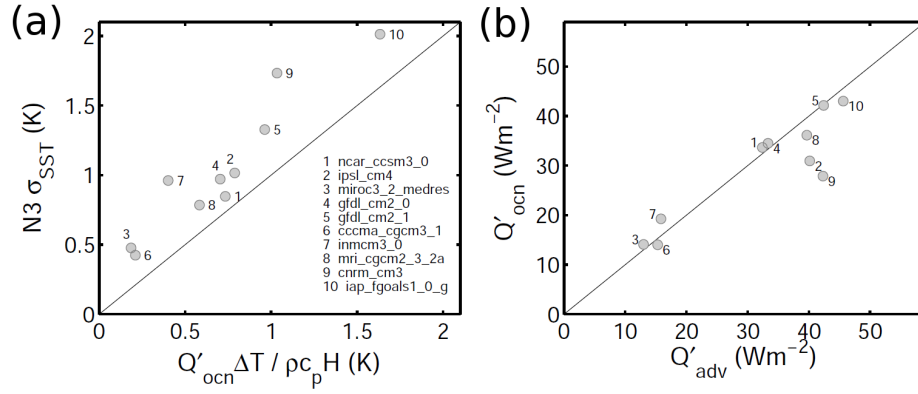 (a)
2
1.5
1
0.5
0
N3 σSST (K)
10
9
5
4
2
7
8
1
3
6
1 ncar_ccsm3_0
2 ipsl_cm4
3 miroc3_2_medres
4 gfdl_cm2_0
5 gfdl_cm2_1
6 cccma_cgcm3_1
7 inmcm3_0
8 mri_cgcm2_3_2a
9 cnrm_cm3
10 iap_fgoals1_0_g
0 0.5 1 1.5 2
Q′ocnΔT / ρcpH (K)
(b)
50
40
30
20
10
0
Q′ocn (Wm−2)
5
10
1
4
8
2
9
7
3
6
0 10 20 30 40 50
Q′adv (Wm−2)